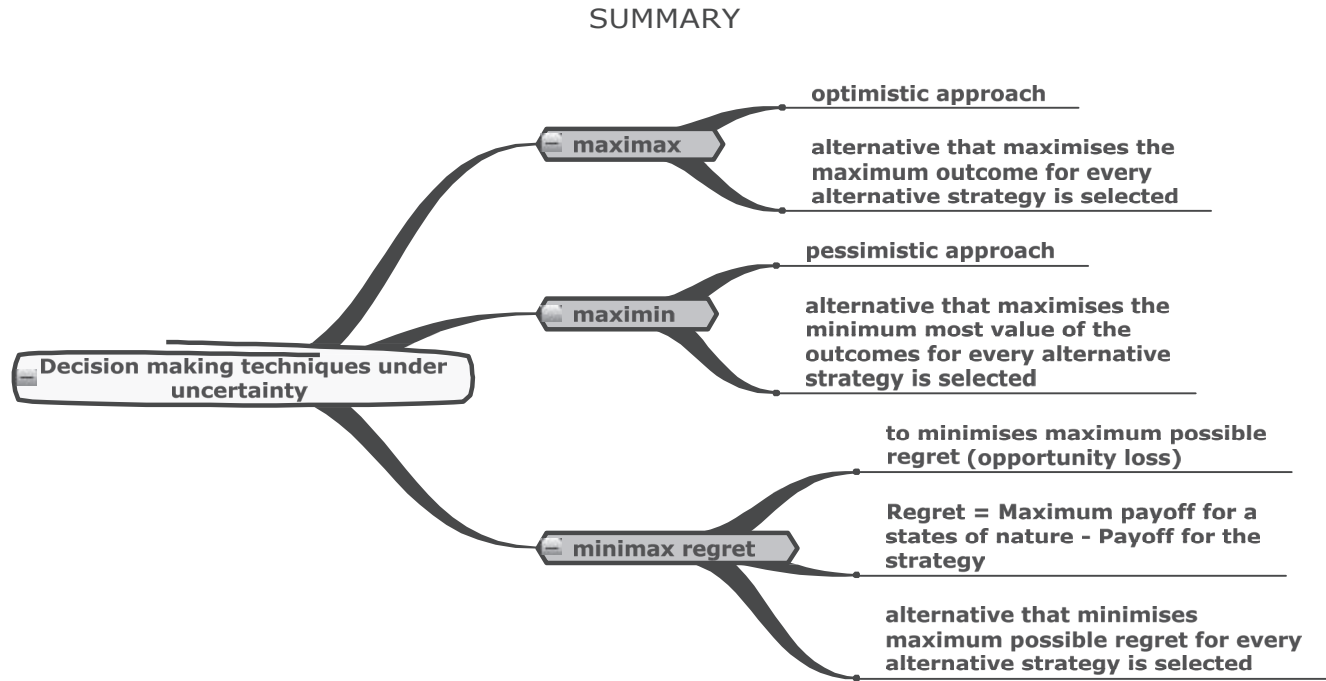 SUMMARY
optimistic approach
maximax
alternative that maximises the
maximum outcome for every
alternative strategy is selected
pessimistic approach
maximin
alternative that maximises the
minimum most value of the
outcomes for every alternative
strategy is selected
Decision making techniques under
uncertainty
to minimises maximum possible
regret (opportunity loss)
minimax regret
Regret = Maximum payoff for a
states of nature - Payoff for the
strategy
alternative that minimises
maximum possible regret for every
alternative strategy is selected